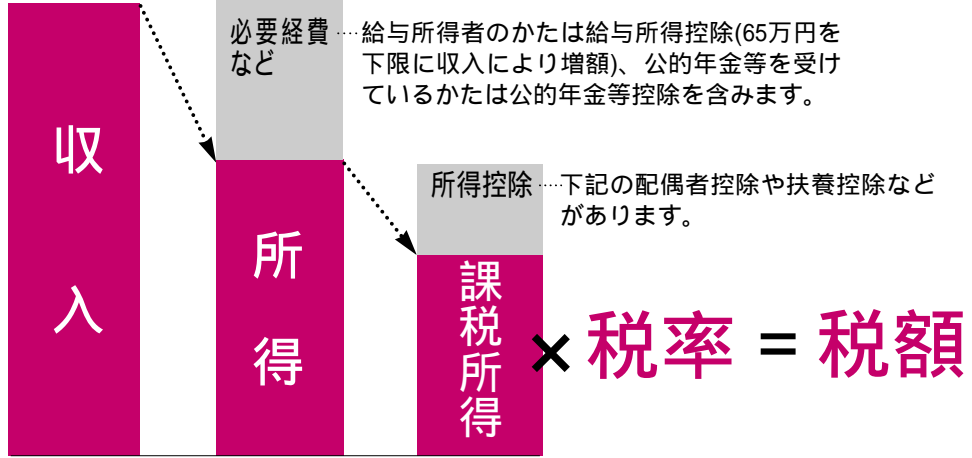 収入
必要経費
など
給与所得者のかたは給与所得控除(65万円を
下限に収入により増額)、公的年金等を受け
ているかたは公的年金等控除を含みます。
所得
所得控除
下記の配偶者控除や扶養控除など
があります。
課税所得
×税率=税額